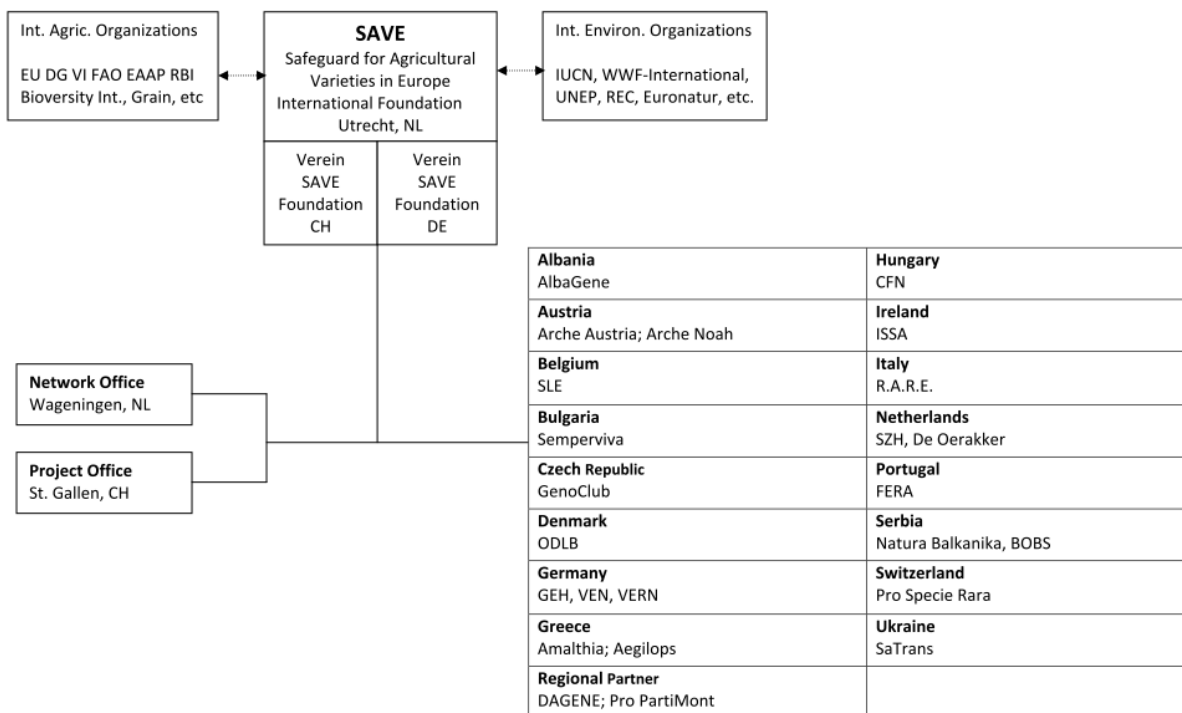 Int. Agric. Organizations
EU DG VI FAO EAAP RBI
Bioversity Int., Grain, etc
SAVE
Safeguard for Agricultural
Varieties in Europe
International Foundation
Utrecht, NL
Int. Environ. Organizations
IUCN, WWF-International,
UNEP, REC, Euronatur, etc.
Verein
SAVE
Foundation
CH
Verein
SAVE
Foundation
DE
Network Office
Wageningen, NL
Project Office
St. Gallen, CH
Albania
AlbaGene
Hungary
CFN
Austria
Arche Austria; Arche Noah
Ireland
ISSA
Belgium
SLE
Italy
R.A.R.E.
Bulgaria
Semperviva
Netherlands
SZH, De Oerakker
Czech Republic
GenoClub
Portugal
FERA
Denmark
ODLB
Serbia
Natura Balkanika, BOBS
Germany
GEH, VEN, VERN
Switzerland
Pro Specie Rara
Greece
Amalthia; Aegilops
Ukraine
SaTrans
Regional Partner
DAGENE; Pro PartiMont